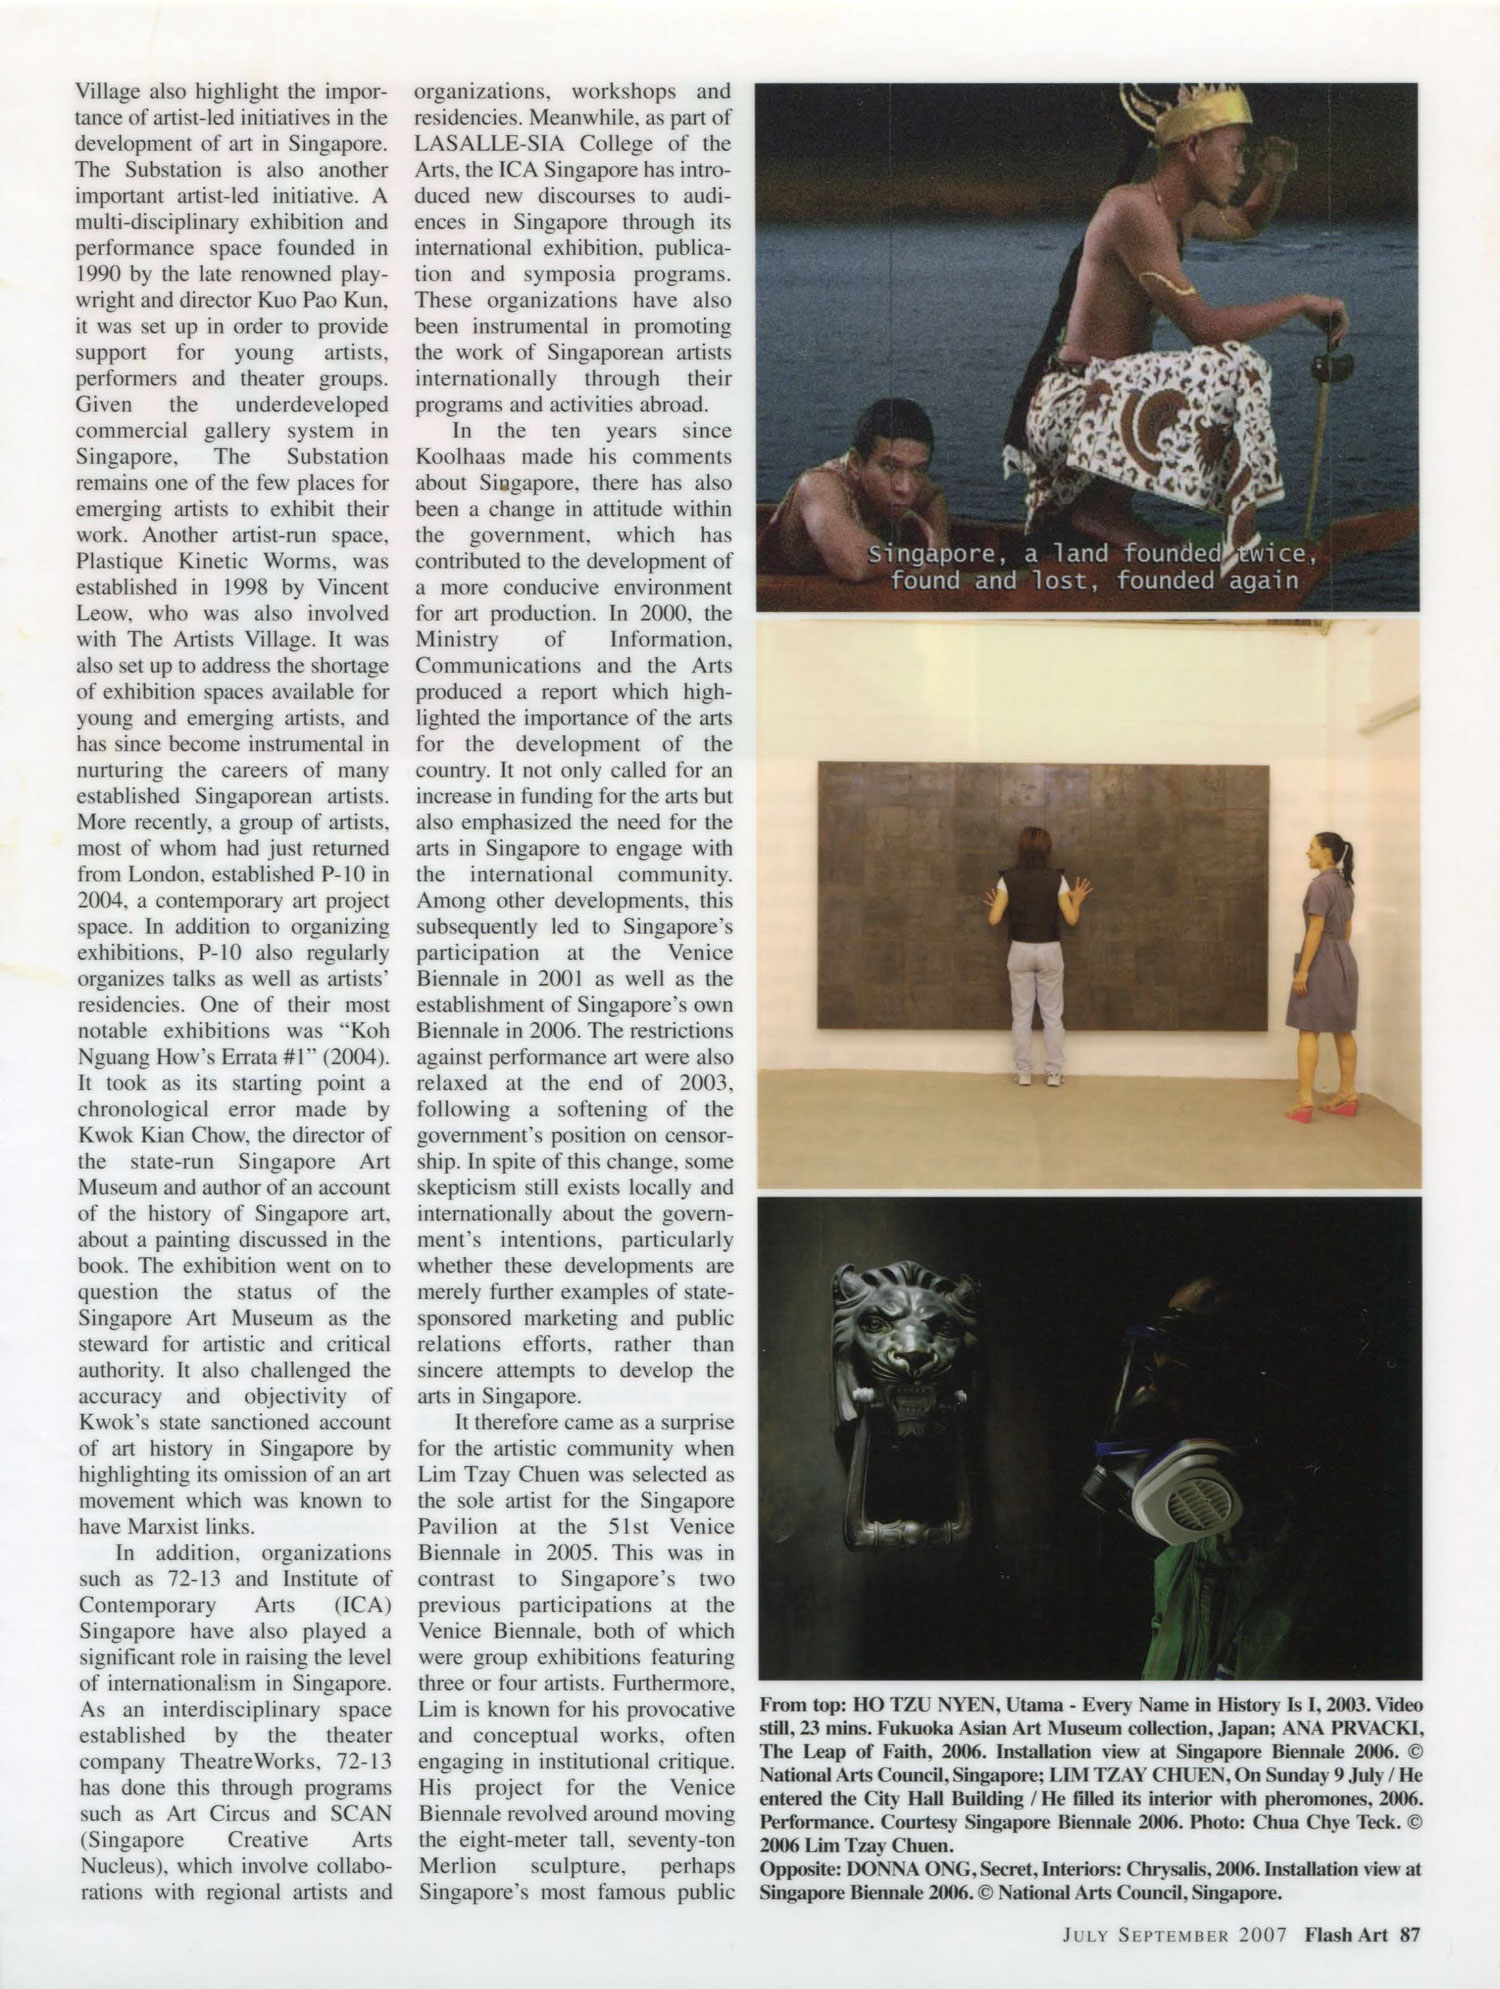 Village also highlight the impor-
tance of artist-led initiatives in the
development of art in Singapore.
The Substation is also another
important artist-led initiative. A
multi-disciplinary exhibition and
performance space founded in
1990 by the late renowned play-
wright and director Kuo Pao Kun,
it was set up in order to provide
support for young artists,
performers and theater groups.
Given the underdeveloped
commercial gallery system in
Singapore, The Substation
remains one of the few places for
emerging artists to exhibit their
work. Another artist-run space,
Plastique Kinetic Worms, was
established in 1998 by Vincent
Leow, who was also involved
with The Artists Village. It was
also set up to address the shortage
of exhibition spaces available for
young and emerging artists, and
has since become instrumental in
nurturing the careers of many
established Singaporean artists.
More recently, a group of artists,
most of whom had just returned
from London, established P-10 in
2004, a contemporary art project
space. In addition to organizing
exhibitions, P-10 also regularly
organizes talks as well as artists’
residencies. One of their most
notable exhibitions was “Koh
Nguang How’s Errata #1” (2004).
It took as its starting point a
chronological error made by
Kwok Kian Chow, the director of
the state-run Singapore Art
Museum and author of an account
of the history of Singapore art,
about a painting discussed in the
book. The exhibition went on to
question the status of the
Singapore Art Museum as the
steward for artistic and critical
authority. It also challenged the
accuracy and objectivity of
Kwok’s state sanctioned account
of art history in Singapore by
highlighting its omission of an art
movement which was known to
have Marxist links.
In addition, organizations
such as 72-13 and Institute of
Contemporary Arts (ICA)
Singapore have also played a
significant role in raising the level
of internationalism in Singapore.
As an interdisciplinary space
established by the theater
company TheatreWorks, 72-13
has done this through programs
such as Art Circus and SCAN
(Singapore Creative Arts
Nucleus), which involve collabo-
rations with regional artists and
organizations, workshops and
residencies. Meanwhile, as part of
LASALLE-SIA College of the
Arts, the ICA Singapore has intro-
duced new discourses to audi-
ences in Singapore through its
international exhibition, publica-
tion and symposia programs.
These organizations have also
been instrumental in promoting
the work of Singaporean artists
internationally through their
programs and activities abroad.
In the ten years since
Koolhaas made his comments
about Singapore, there has also
been a change in attitude within
the government, which has
contributed to the development of
a more conducive environment
for art production. In 2000, the
Ministry of Information,
Communications and the Arts
produced a report which high-
lighted the importance of the arts
for the development of the
country. It not only called for an
increase in funding for the arts but
also emphasized the need for the
arts in Singapore to engage with
the international community.
Among other developments, this
subsequently led to Singapore’s
participation at the Venice
Biennale in 2001 as well as the
establishment of Singapore’s own
Biennale in 2006. The restrictions
against performance art were also
relaxed at the end of 2003,
following a softening of the
government’s position on censor-
ship. In spite of this change, some
skepticism still exists locally and
internationally about the govern-
ment’s intentions, particularly
whether these developments are
merely further examples of state-
sponsored marketing and public
relations efforts, rather than
sincere attempts to develop the
arts in Singapore.
It therefore came as a surprise
for the artistic community when
Lim Tzay Chuen was selected as
the sole artist for the Singapore
Pavilion at the 51st Venice
Biennale in 2005. This was in
contrast to Singapore’s two
previous participations at the
Venice Biennale, both of which
were group exhibitions featuring
three or four artists. Furthermore,
Lim is known for his provocative
and conceptual works, often
engaging in institutional critique.
His project for the Venice
Biennale revolved around moving
the eight-meter tall, seventy-ton
Merlion sculpture, perhaps
Singapore’s most famous public
Singapore, a land founded twice,
found and lost, founded again
From top: HO TZU NYEN, Utama - Every Name in History Is I, 2003. Video
still, 23 mins. Fukuoka Asian Art Museum collection, Japan; ANA PRVACKI,
The Leap of Faith, 2006. Installation view at Singapore Biennale 2006. ©
National Arts Council, Singapore; LIM TZAY CHUEN, On Sunday 9 July / He
entered the City Hall Building / He filled its interior with pheromones, 2006.
Performance. Courtesy Singapore Biennale 2006. Photo: Chua Chye Teck. ©
2006 Lim Tzay Chuen.
Opposite: DONNA ONG, Secret, Interiors: Chrysalis, 2006. Installation view at
Singapore Biennale 2006. © National Arts Council, Singapore.
JULY SEPTEMBER 2007 Flash Art 87